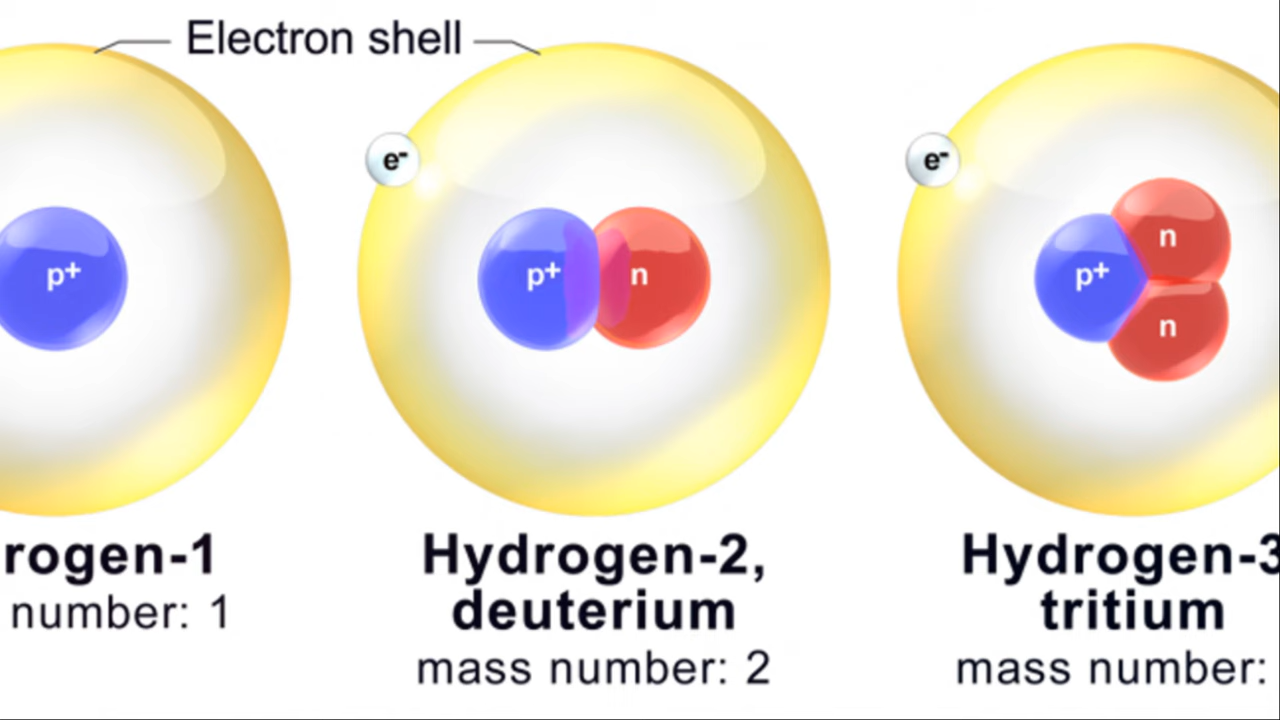 Electron shell
e-
e-
p+
p+ n
p+
n
n
rogen-1
number: 1
Hydrogen-2,
deuterium
mass number: 2
Hydrogen-3
tritium
mass number: